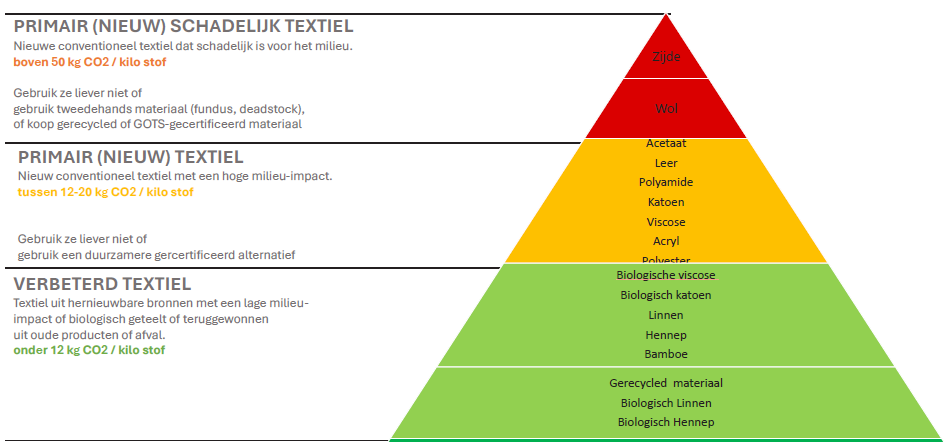 PRIMAIR (NIEUW) SCHADELIJK TEXTIEL
Nieuwe conventioneel textiel dat schadelijk is voor het milieu.
boven 50 kg CO2 / kilo stof
Gebruik ze liever niet of
gebruik tweedehands materiaal (fundus, deadstock),
of koop gerecycled of GOTS-gecertificeerd materiaal
PRIMAIR (NIEUW) TEXTIEL
Nieuw conventioneel textiel met een hoge milieu-impact.
tussen 12-20 kg CO2 / kilo stof
Gebruik ze liever niet of
gebruik een duurzamere gercertificeerd alternatief
VERBETERD TEXTIEL
Textiel uit hernieuwbare bronnen met een lage milieu-
impact of biologisch geteelt of teruggewonnen
uit oude producten of afval.
onder 12 kg CO2 / kilo stof
Zijde
Wol
Acetaat
Leer
Polyamide
Katoen
Viscose
Acryl
Polyester
Biologische viscose
Biologisch katoen
Linnen
Hennep
Bamboe
Gerecycled materiaal
Biologisch Linnen
Biologisch Hennep